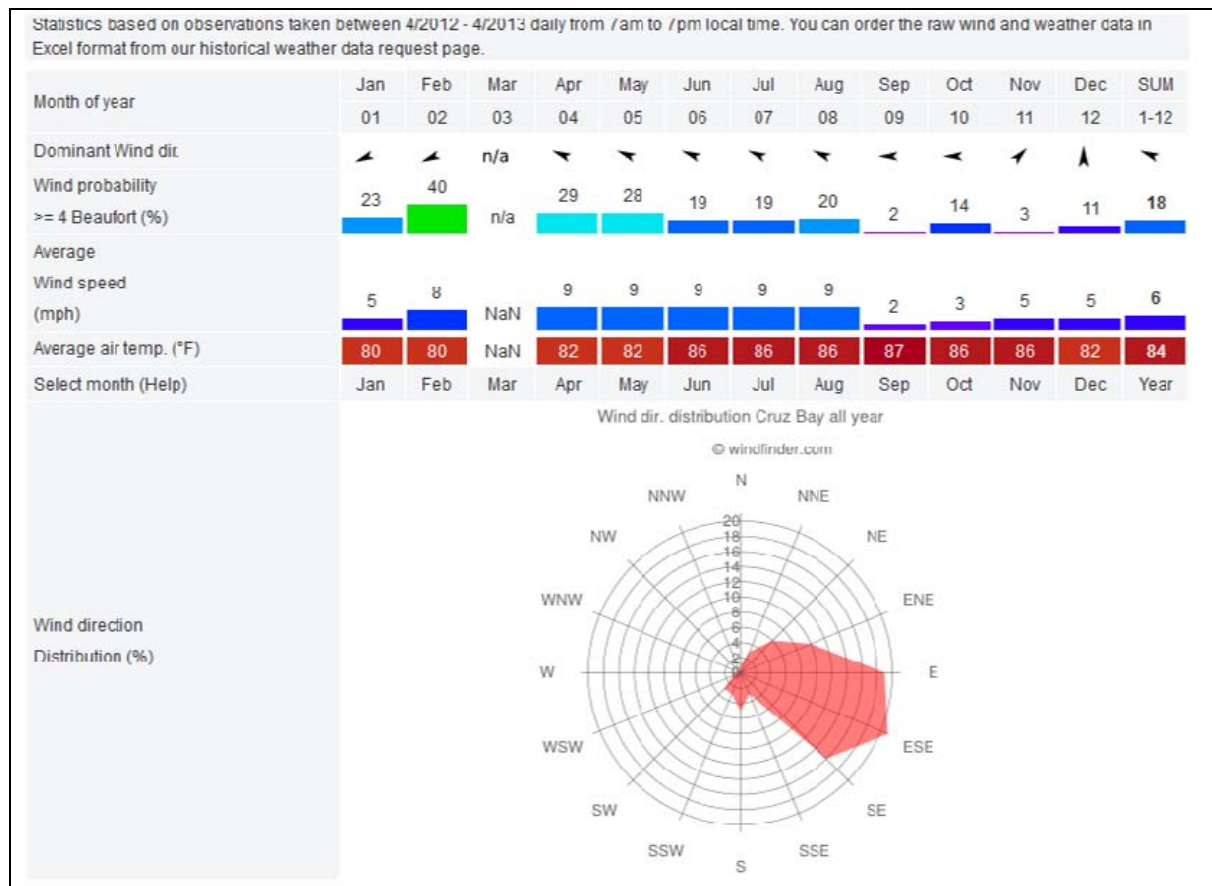 Statistics based on observations taken between 4/2012 - 4/2013 daily from 7am to 7pm local time. You can order the raw wind and weather data in
Excel format from our historical weather data request page.
Month of year Jan Feb Mar Apr May Jun Jul Aug Sep Oct Nov Dec SUM
01 02 03 04 05 06 07 08 09 10 11 12 1-12
Dominant Wind dir. n/a
Wind probability
>= 4 Beaufort (%) 23 40 n/a 29 28 19 19 20 2 14 3 11 18
Average
Wind speed
(mph) 5 8 NaN 9 9 9 9 9 2 3 5 5 6
Average air temp. (°F) 80 80 NaN 82 82 86 86 86 87 86 86 82 84
Select month (Help) Jan Feb Mar Apr May Jun Jul Aug Sep Oct Nov Dec Year
Wind dir. distribution Cruz Bay all year
© windfinder.com
N
NNW NNE
20
18
NW NE
16
14
12
WNW ENE
10
8
6
Wind direction
4
2
0
Distribution (%)
W E
WSW ESE
SW SE
SSW SSE
S